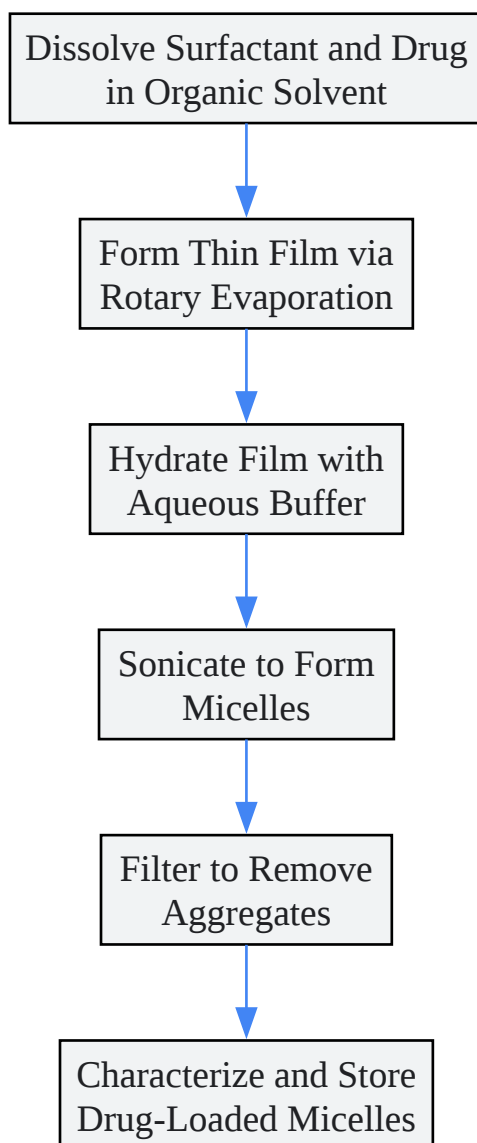 Dissolve Surfactant and Drug
in Organic Solvent
Form Thin Film via
Rotary Evaporation
Hydrate Film with
Aqueous Buffer
Sonicate to Form
Micelles
Filter to Remove
Aggregates
Characterize and Store
Drug-Loaded Micelles